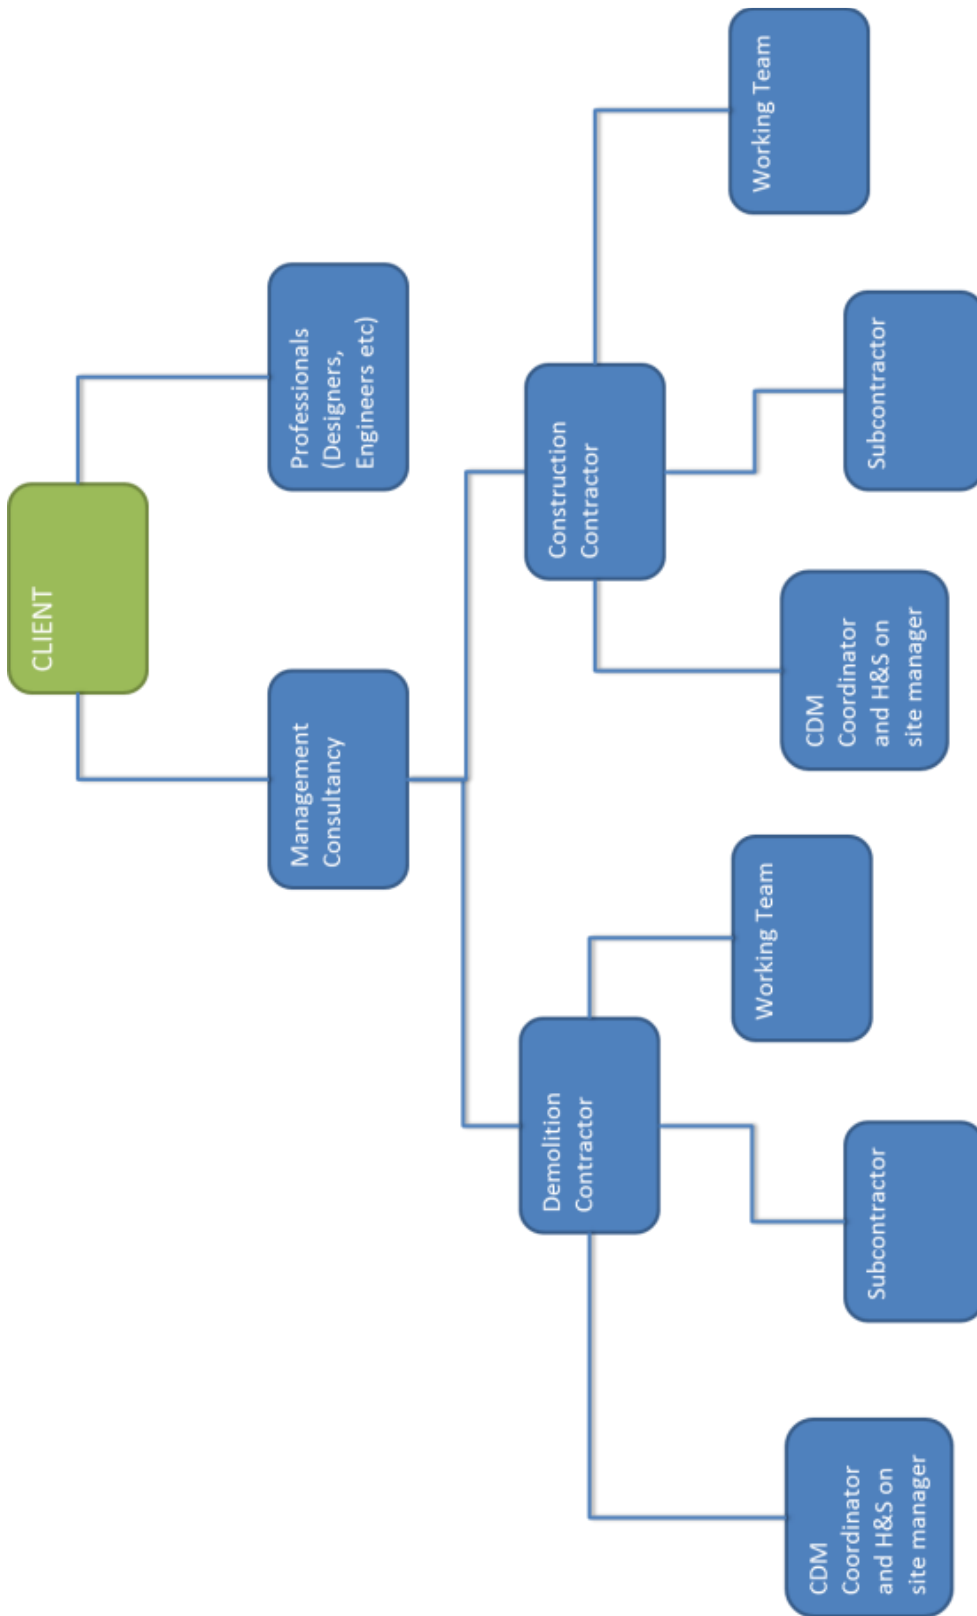 CLIENT
Management
Consultancy
Professionals
(Designers,
Engineers etc)
Demolition
Contractor
Construction
Contractor
CDM
Coordinator
and H&S on
site manager
Subcontractor
Working Team
CDM
Coordinator
and H&S on
site manager
Subcontractor
Working Team